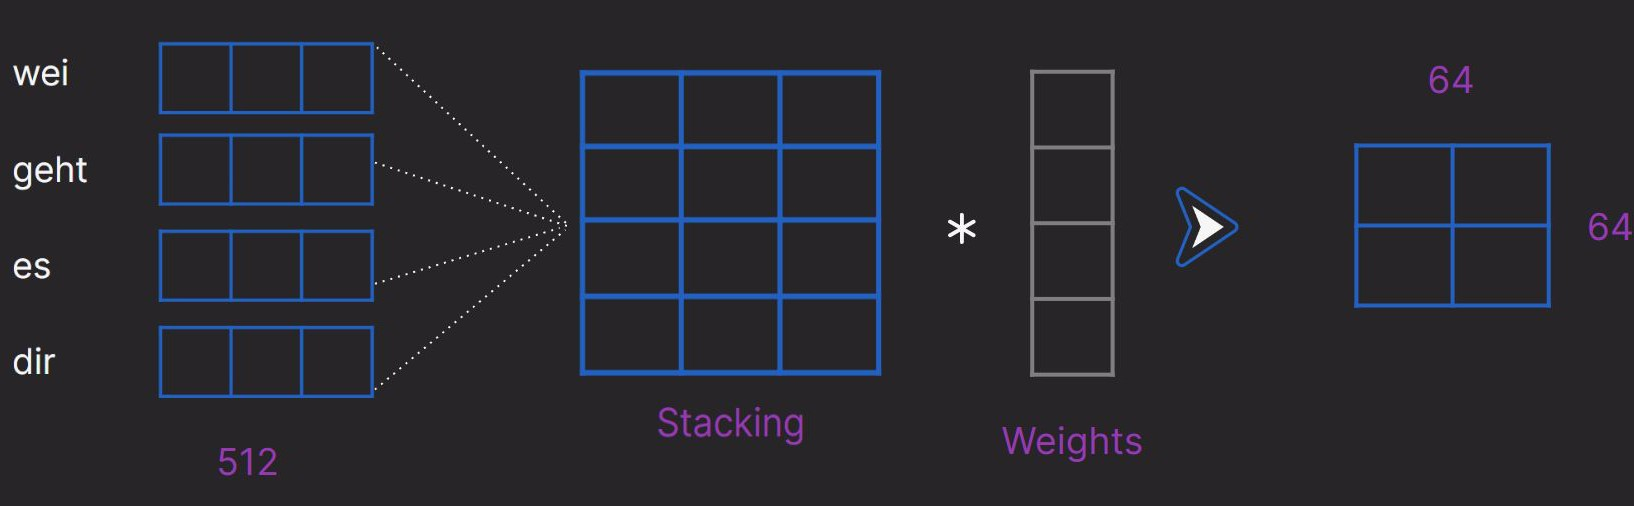 wei
geht
es
dir
512
Stacking
*
Weights
64
64